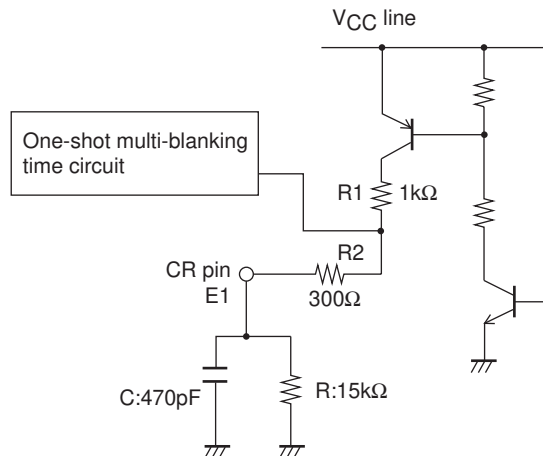 VCC line
One-shot multi-blanking
time circuit
R1
1kΩ
R2
CR pin
E1
300Ω
C:470pF
R:15kΩ